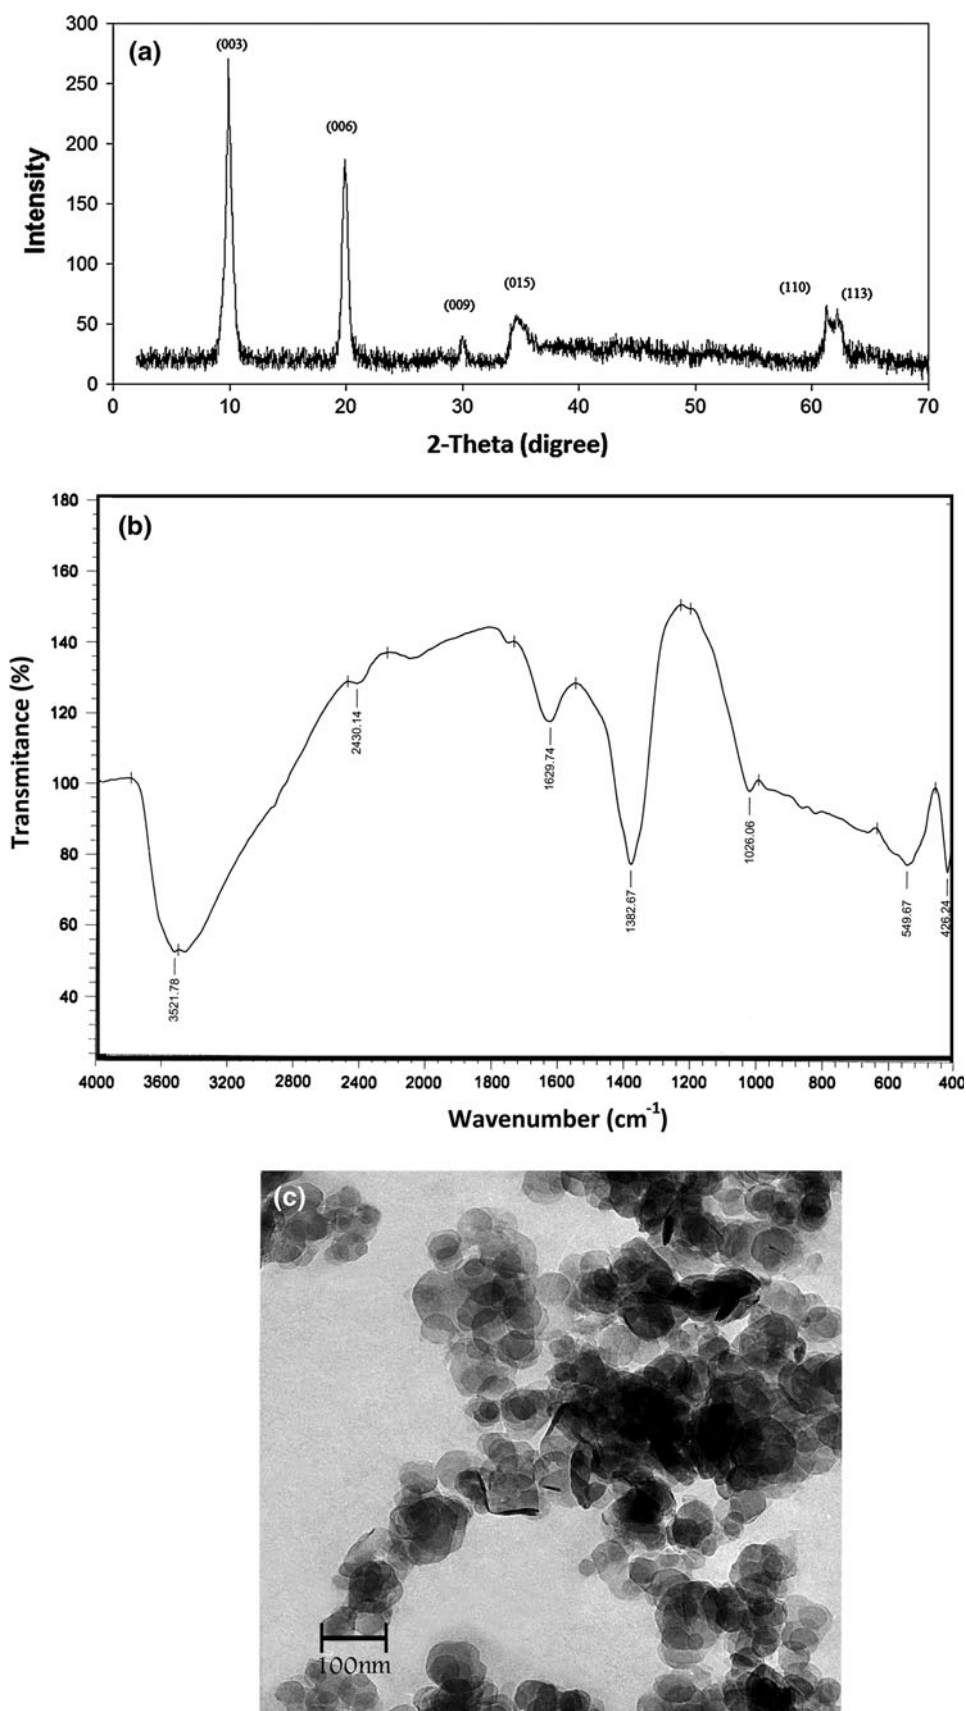 (a)
300
250
200
150
100
50
0
Intensity
(003)
(006)
(009)
(015)
(110)
(113)
0 10 20 30 40 50 60 70
2-Theta (digree)
(b)
180
160
140
120
100
80
60
40
Transmitance (%)
3521.78
2430.14
1629.74
1382.67
1026.06
549.67
426.24
4000 3600 3200 2800 2400 2000 1600 1400 1200 1000 800 600 400
Wavenumber (cm⁻¹)
(c)
100nm